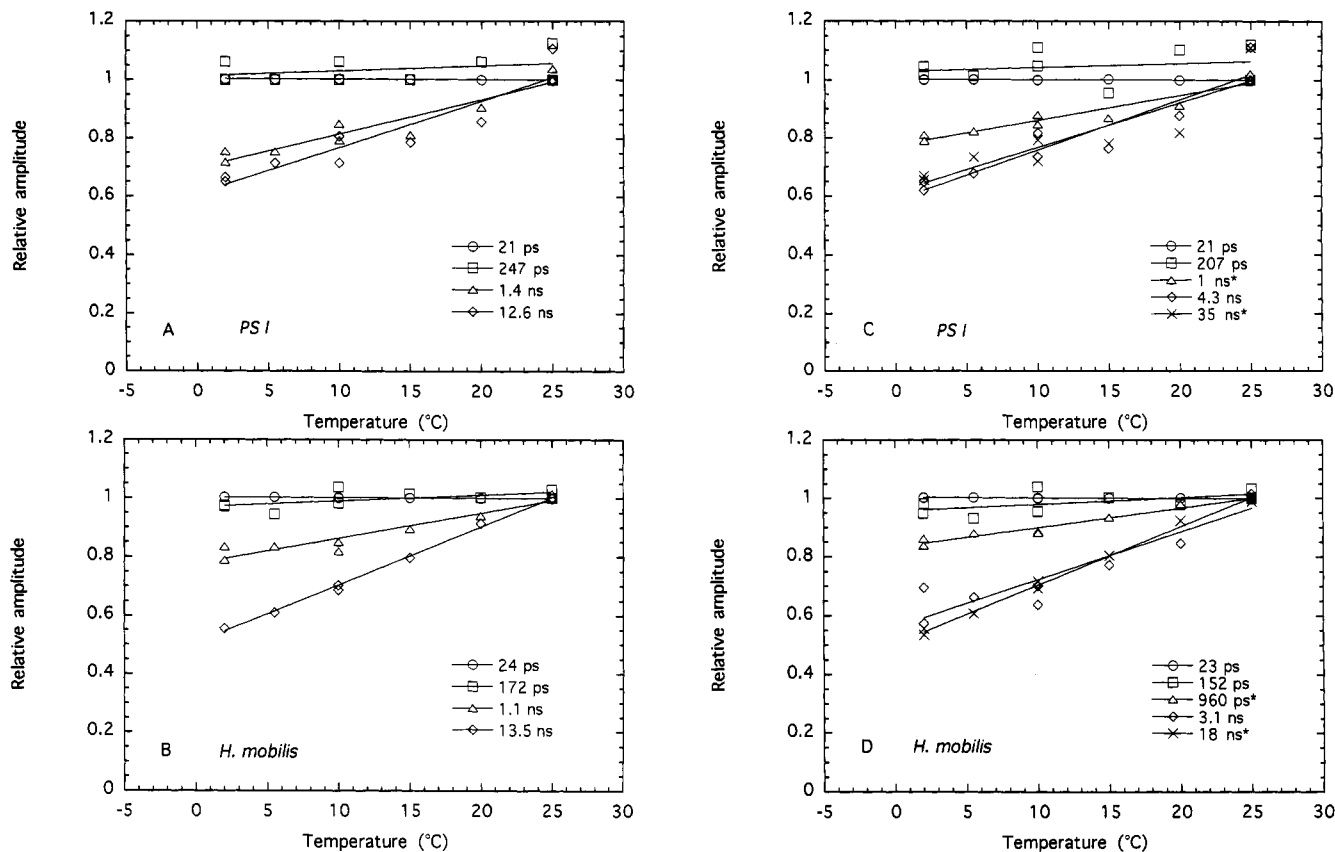 1.2
1
0.8
0.6
0.4
0.2
0
Relative amplitude
21 ps
247 ps
1.4 ns
12.6 ns
A PS I
-5 0 5 10 15 20 25 30
Temperature (°C)
1.2
1
0.8
0.6
0.4
0.2
0
Relative amplitude
21 ps
207 ps
1 ns*
4.3 ns
35 ns*
C PS I
-5 0 5 10 15 20 25 30
Temperature (°C)
1.2
1
0.8
0.6
0.4
0.2
0
Relative amplitude
24 ps
172 ps
1.1 ns
13.5 ns
B H. mobilis
-5 0 5 10 15 20 25 30
Temperature (°C)
1.2
1
0.8
0.6
0.4
0.2
0
Relative amplitude
23 ps
152 ps
960 ps*
3.1 ns
18 ns*
D H. mobilis
-5 0 5 10 15 20 25 30
Temperature (°C)